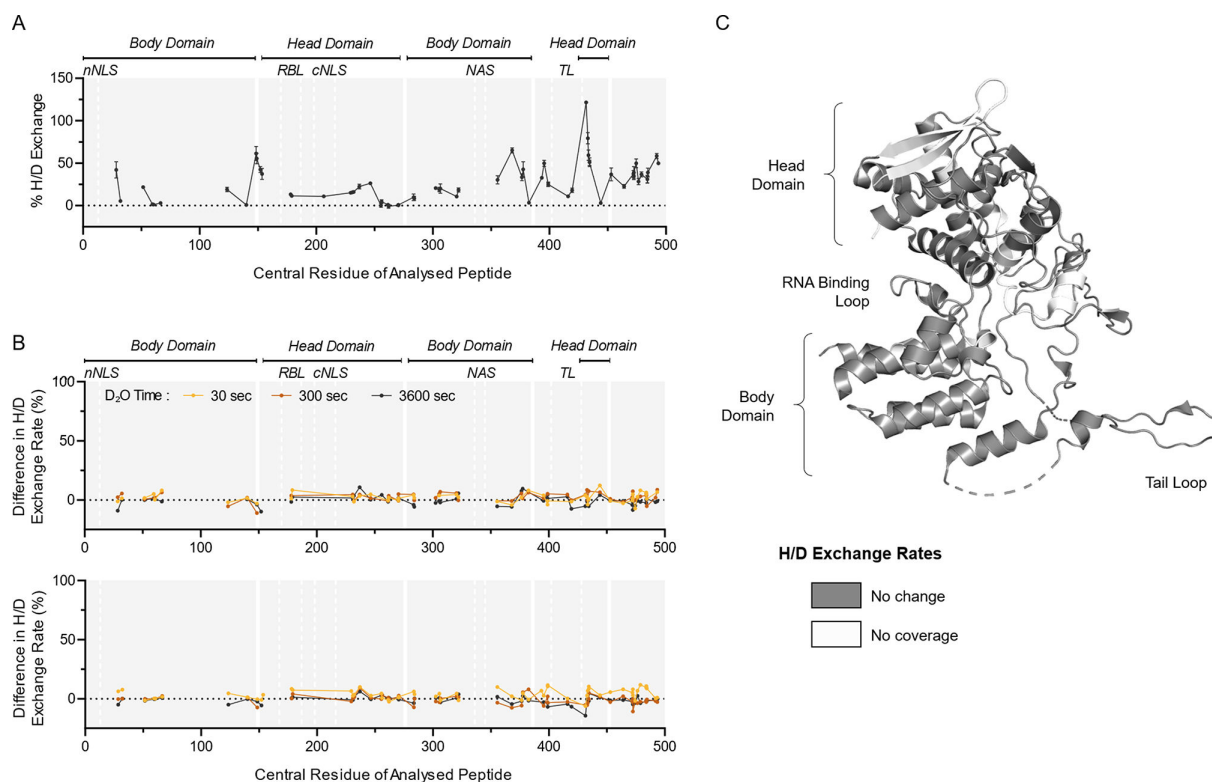 A
Body Domain Head Domain Body Domain Head Domain
nNLS RBL cNLS NAS TL
150
100
50
0
% H/D Exchange
0 100 200 300 400 500
Central Residue of Analysed Peptide
B
Body Domain Head Domain Body Domain Head Domain
nNLS RBL cNLS NAS TL
D2O Time : 30 sec 300 sec 3600 sec
100
50
0
Difference in H/D
Exchange Rate (%)
0 100 200 300 400 500
100
50
0
Difference in H/D
Exchange Rate (%)
0 100 200 300 400 500
Central Residue of Analysed Peptide
C
Head
Domain
RNA Binding
Loop
Body
Domain
Tail Loop
H/D Exchange Rates
No change
No coverage